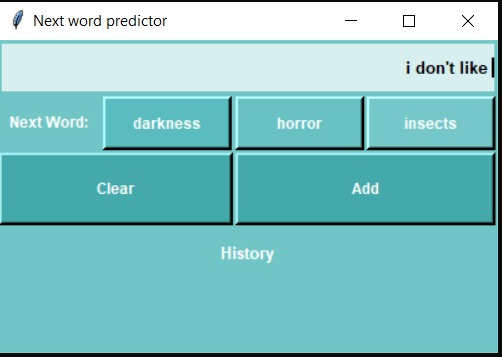 Next word predictor
i don't like
Next Word: darkness horror insects
Clear Add
History